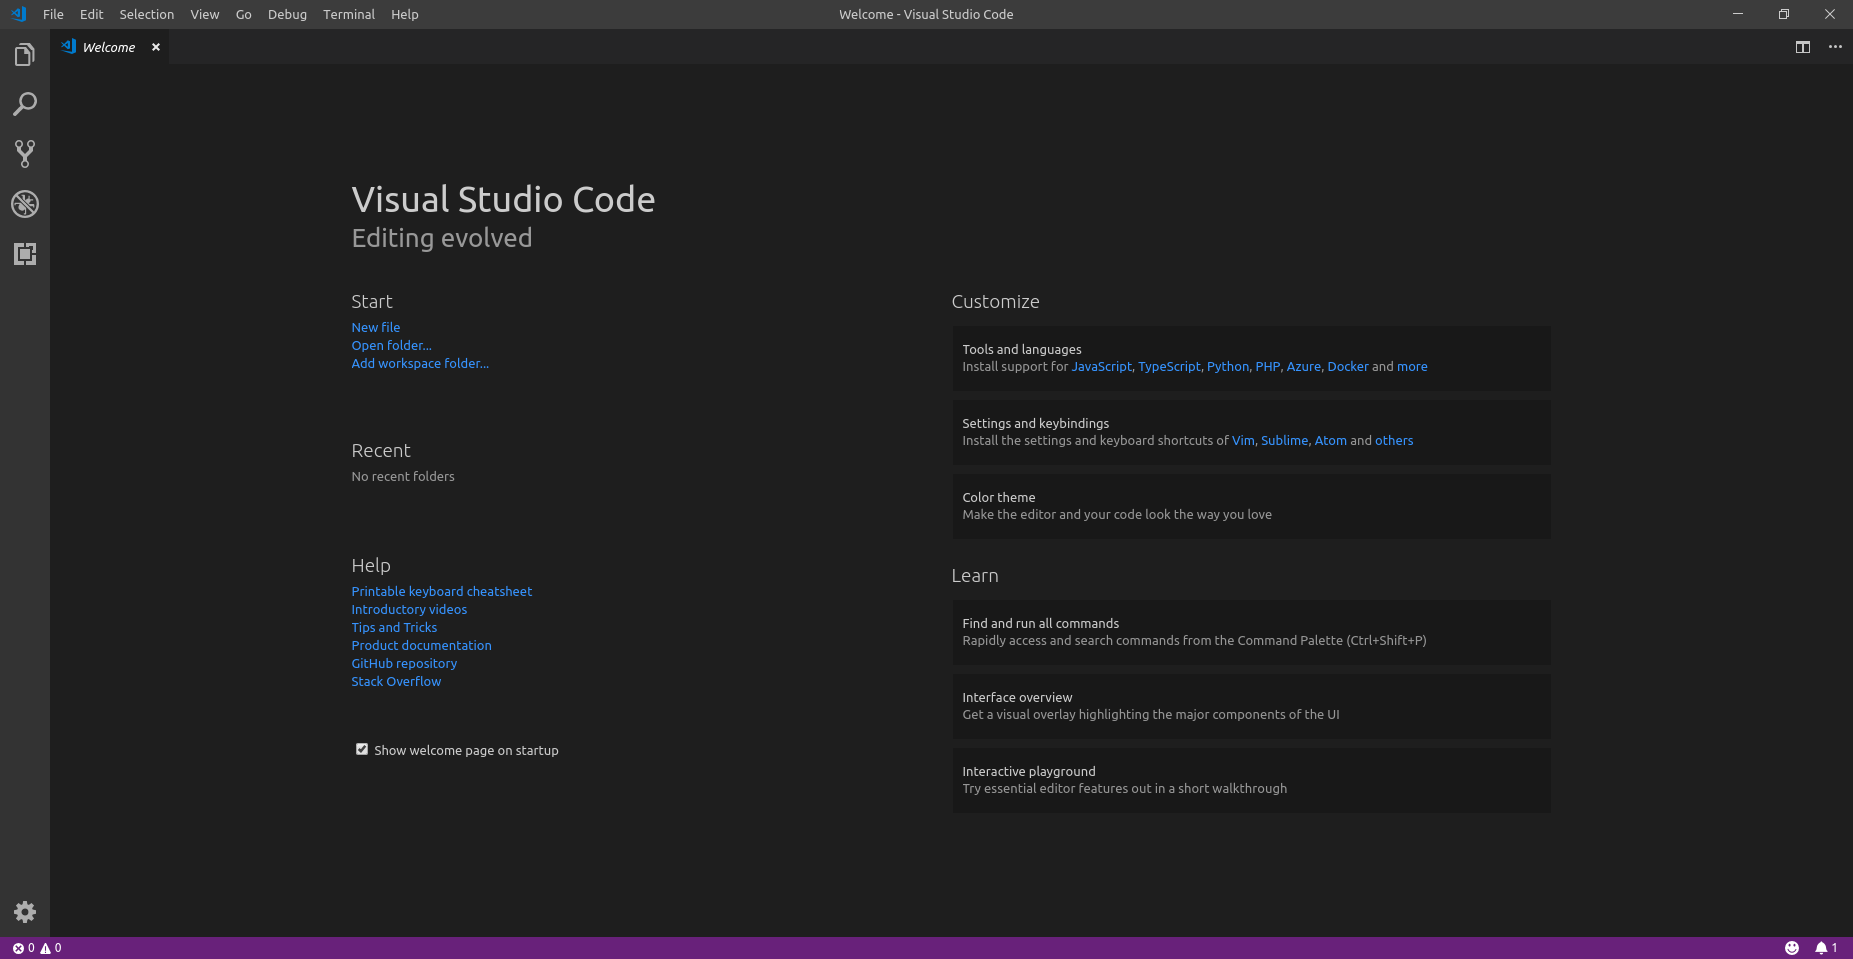 File Edit Selection View Go Debug Terminal Help
Welcome - Visual Studio Code
Welcome
Visual Studio Code
Editing evolved
Start
New file
Open folder...
Add workspace folder...
Recent
No recent folders
Help
Printable keyboard cheatsheet
Introductory videos
Tips and Tricks
Product documentation
GitHub repository
Stack Overflow
Show welcome page on startup
Customize
Tools and languages
Install support for JavaScript, TypeScript, Python, PHP, Azure, Docker and more
Settings and keybindings
Install the settings and keyboard shortcuts of Vim, Sublime, Atom and others
Color theme
Make the editor and your code look the way you love
Learn
Find and run all commands
Rapidly access and search commands from the Command Palette (Ctrl+Shift+P)
Interface overview
Get a visual overlay highlighting the major components of the UI
Interactive playground
Try essential editor features out in a short walkthrough
0 0
1